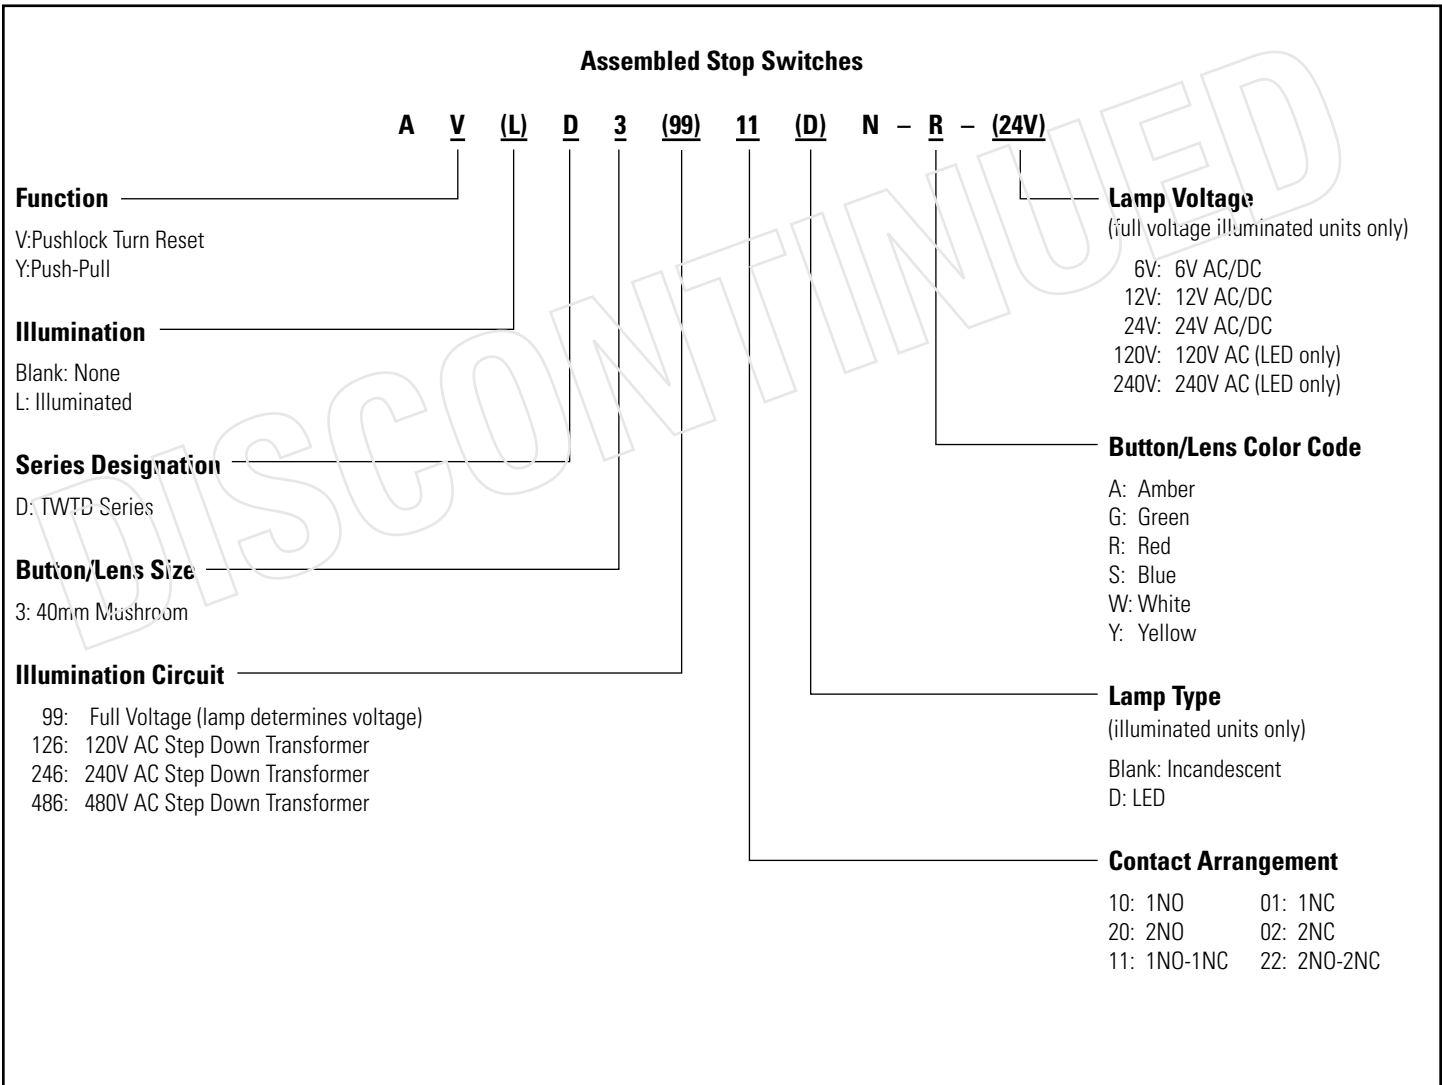 Assembled Stop Switches
A V (L) D 3 (99) 11 (D) N – R – (24V)
Function
V:Pushlock Turn Reset
Y:Push-Pull
Illumination
Blank: None
L: Illuminated
Series Designation
D: TWTD Series
Button/Lens Size
3: 40mm Mushroom
Illumination Circuit
99: Full Voltage (lamp determines voltage)
126: 120V AC Step Down Transformer
246: 240V AC Step Down Transformer
486: 480V AC Step Down Transformer
Lamp Voltage
(full voltage illuminated units only)
6V: 6V AC/DC
12V: 12V AC/DC
24V: 24V AC/DC
120V: 120V AC (LED only)
240V: 240V AC (LED only)
Button/Lens Color Code
A: Amber
G: Green
R: Red
S: Blue
W: White
Y: Yellow
Lamp Type
(illuminated units only)
Blank: Incandescent
D: LED
Contact Arrangement
10: 1NO 01: 1NC
20: 2NO 02: 2NC
11: 1NO-1NC 22: 2NO-2NC
DISCONTINUED